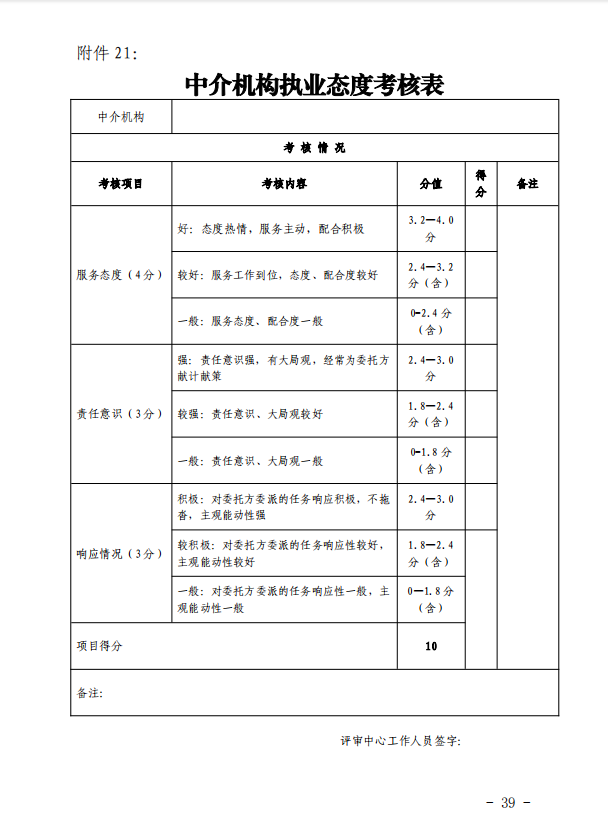 附件 21：
中介机构执业态度考核表
中介机构
考 核 情 况
考核项目 考核内容 分值 得分 备注
服务态度（4分）
好：态度热情，服务主动，配合积极
3.2—4.0
分
较好：服务工作到位，态度、配合度较好
2.4—3.2
分（含）
一般：服务态度、配合度一般
0-2.4 分
（含）
责任意识（3分）
强：责任意识强，有大局观，经常为委托方
献计献策
2.4—3.0
分
较强：责任意识、大局观较好
1.8—2.4
分（含）
一般：责任意识、大局观一般
0-1.8 分
（含）
响应情况（3分）
积极：对委托方委派的任务响应积极，不拖
沓，主观能动性强
2.4—3.0
分
较积极：对委托方委派的任务响应性较好，
主观能动性较好
1.8—2.4
分（含）
一般：对委托方委派的任务响应性一般，主
观能动性一般
0—1.8 分
（含）
项目得分 10
备注：
评审中心工作人员签字：
- 39 -